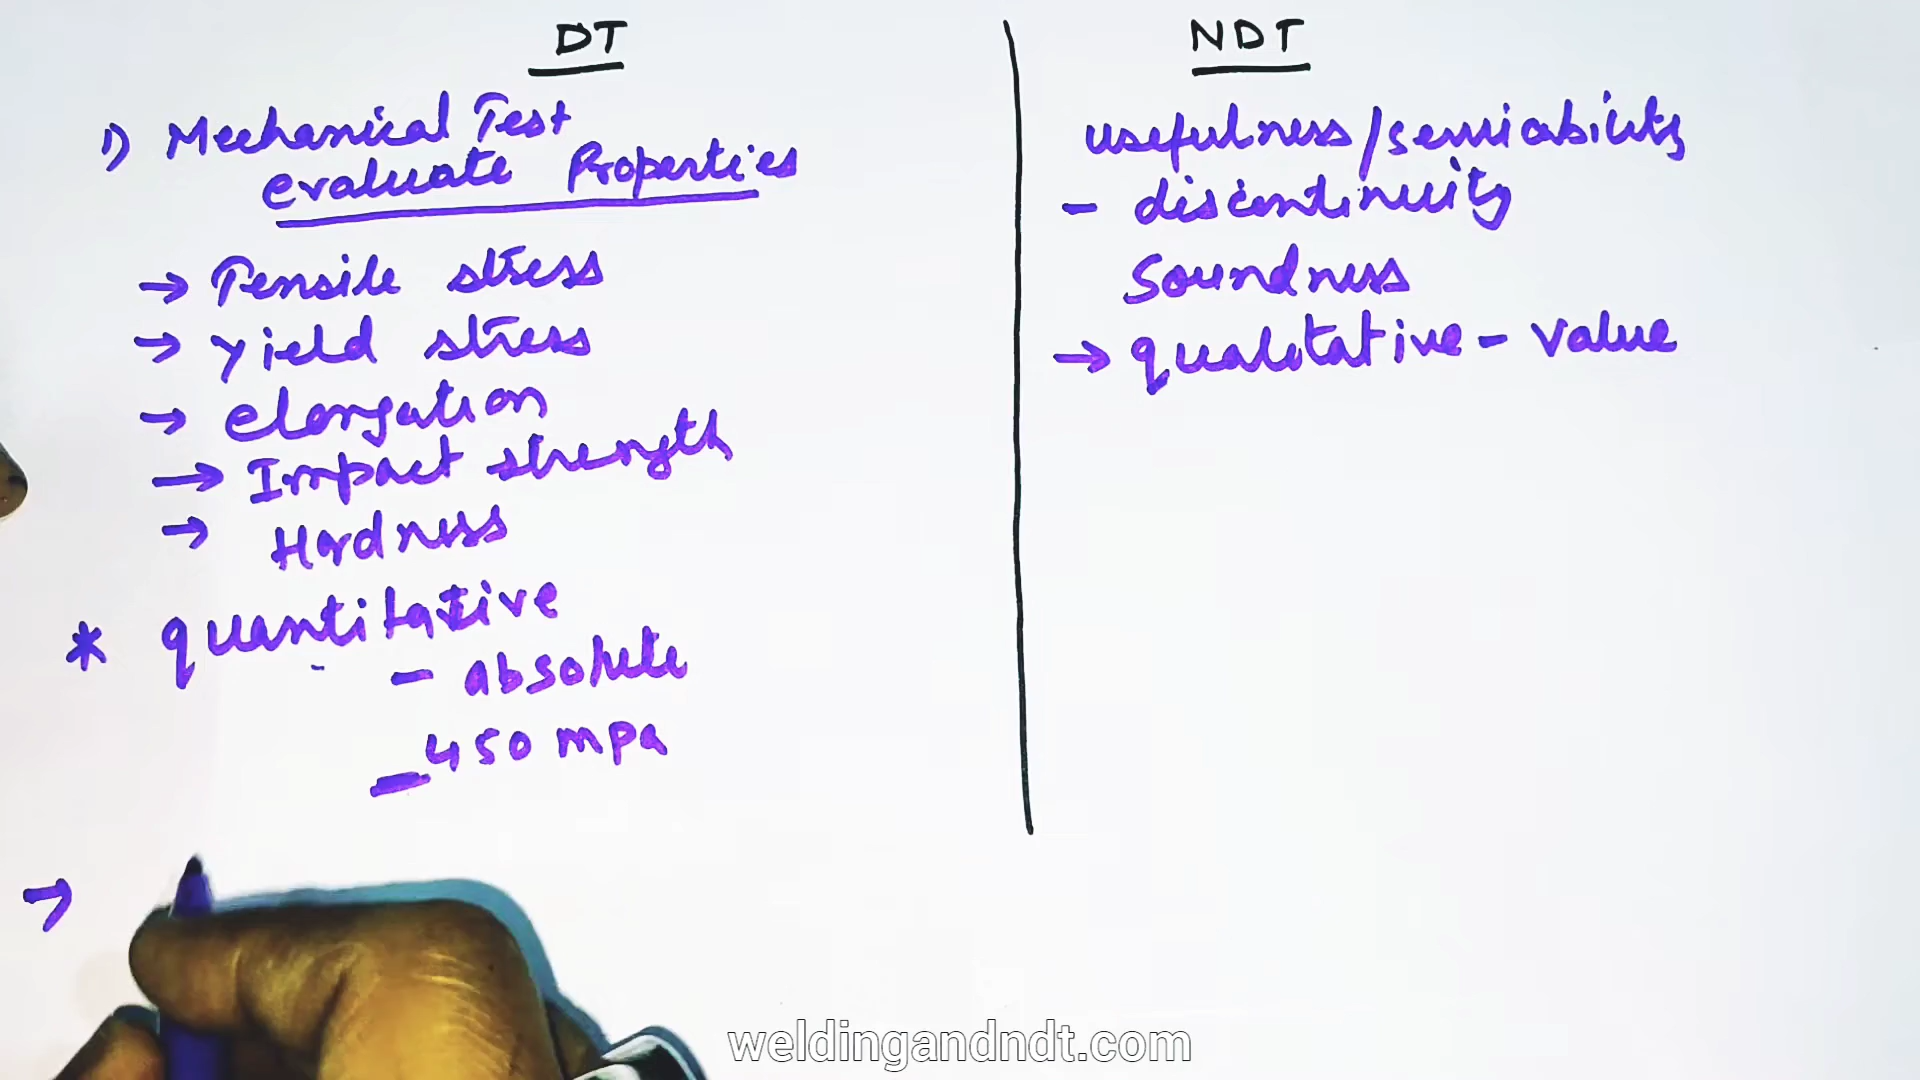 DT
1) Mechanical Test
evaluate Properties
→ Tensile stress
→ yield stress
→ elongation
→ Impact strength
→ Hardness
* quantitative
- absolute
- 450 mpa
→
NDT
usefulness/serviability
- discontinuity
Soundness
→ qualitative - value
weldingandndt.com